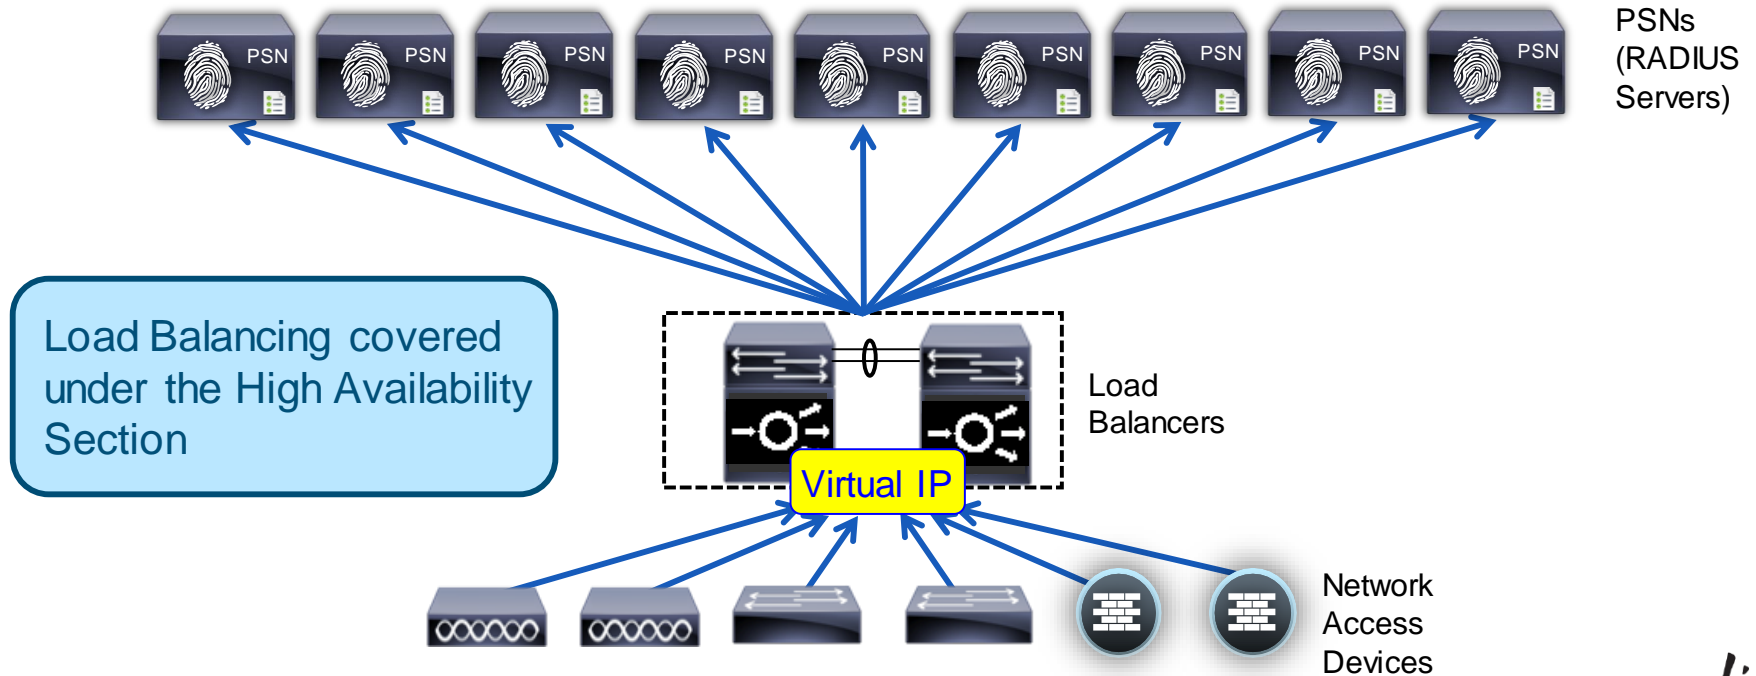 PSNs
(RADIUS
Servers)
PSN
PSN
PSN
PSN
PSN
PSN
PSN
PSN
PSN
Load Balancing covered
under the High Availability
Section
Load
Balancers
Virtual IP
Network
Access
Devices